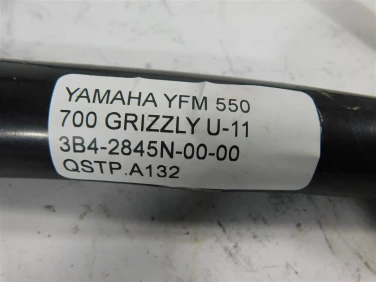 YAMAHA YFM 550
700 GRIZZLY U-11
3B4-2845N-00-00
QSTP.A132